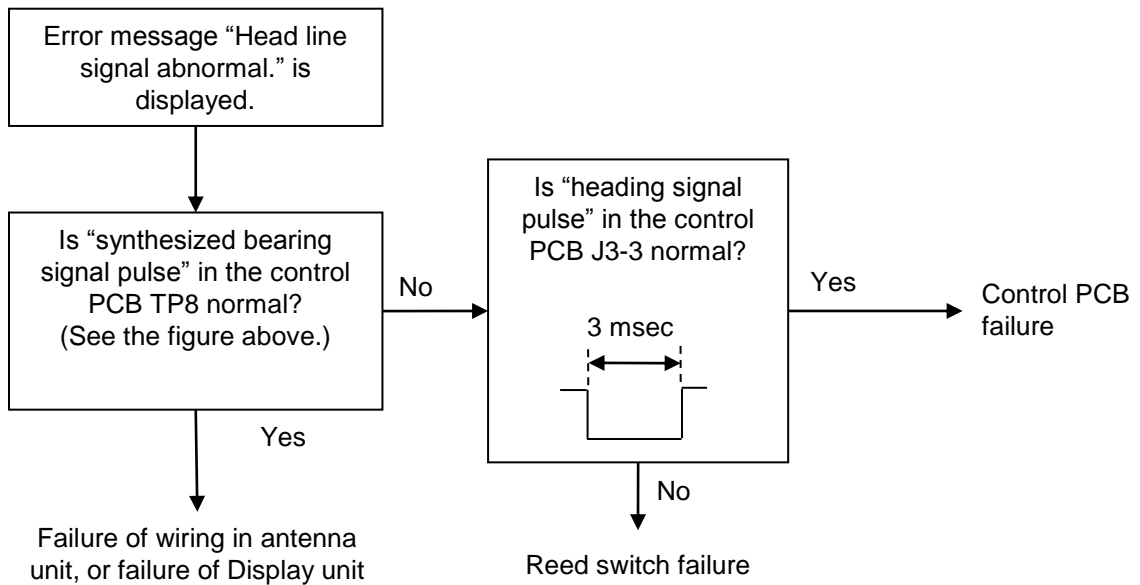 Error message “Head line
signal abnormal.” is
displayed.
Is “synthesized bearing
signal pulse” in the control
PCB TP8 normal?
(See the figure above.)
No
Yes
Failure of wiring in antenna
unit, or failure of Display unit
Is “heading signal
pulse” in the control
PCB J3-3 normal?
3 msec
Yes
Control PCB
failure
No
Reed switch failure